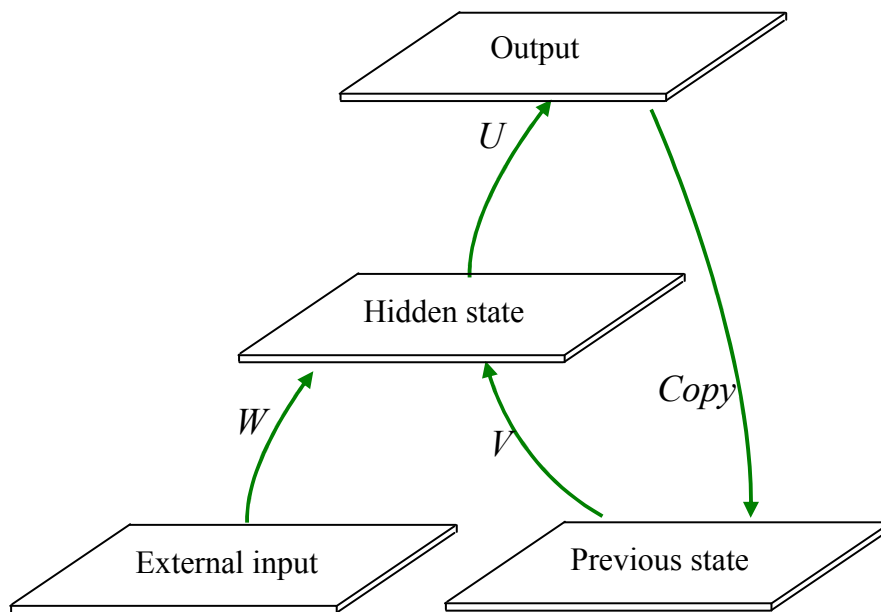 Output
U
Hidden state
Copy
W
V
External input
Previous state